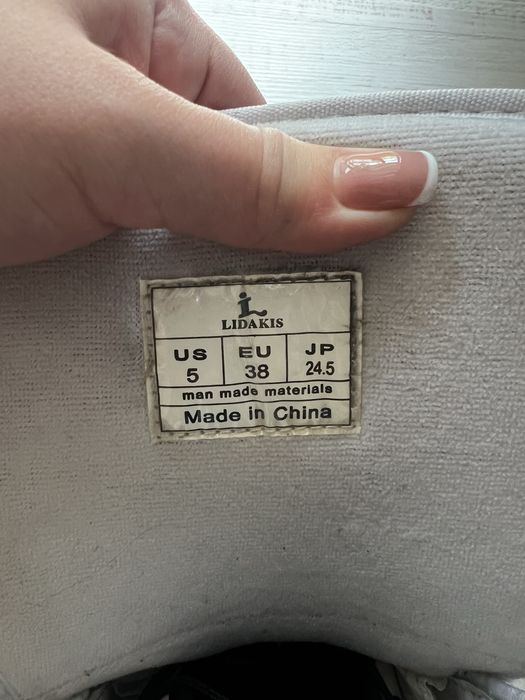 LIDAKIS
US EU JP
5 38 24.5
man made materials
Made in China